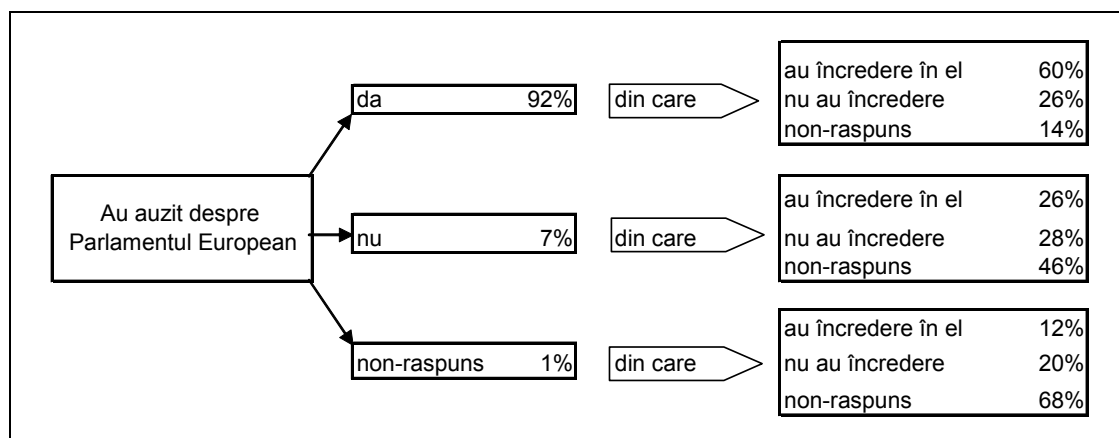 Au auzit despre
Parlamentul European
da 92%
din care
au încredere în el 60%
nu au încredere 26%
non-raspuns 14%
nu 7%
din care
au încredere în el 26%
nu au încredere 28%
non-raspuns 46%
non-raspuns 1%
din care
au încredere în el 12%
nu au încredere 20%
non-raspuns 68%